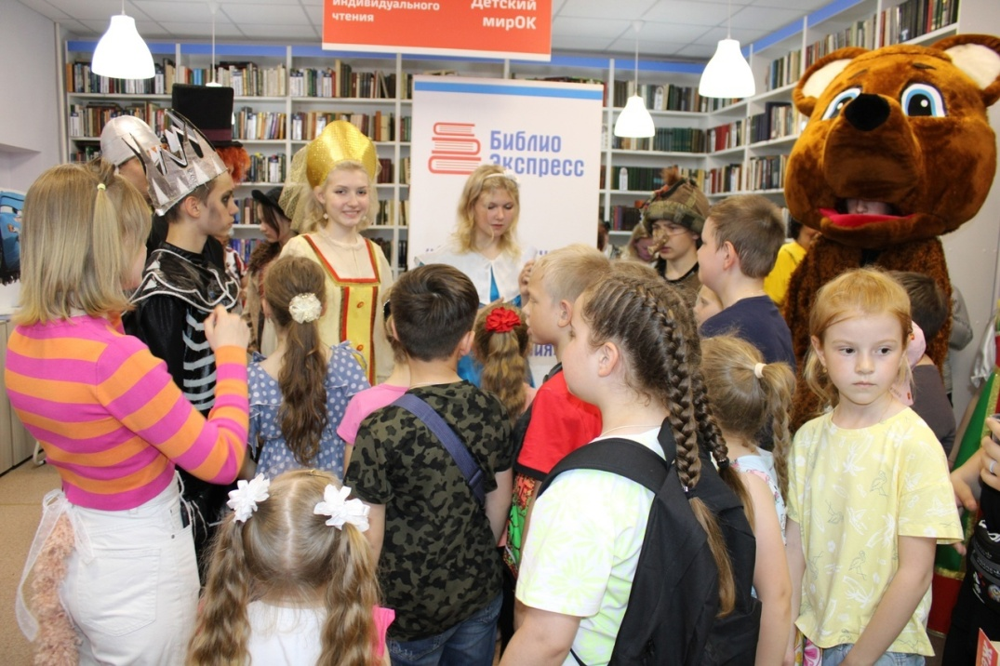 индивидуального
чтения
Детский
мирОК
Библио
Экспресс